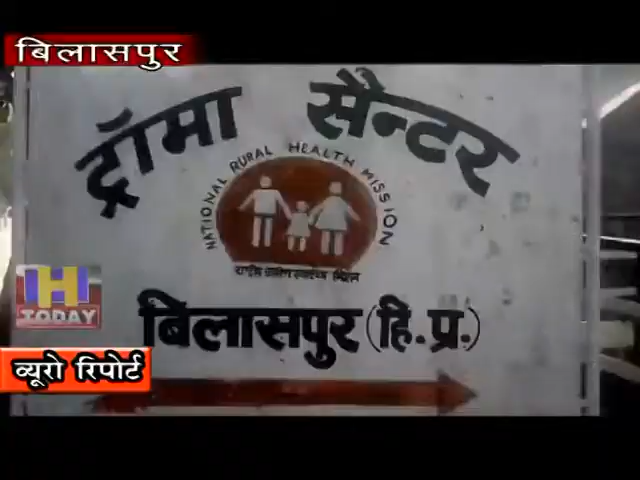 बिलासपुर
ट्रॉमा सैन्टर
NATIONAL RURAL HEALTH MISSION
राष्ट्रीय ग्रामीण स्वास्थ्य मिशन
H
TODAY
बिलासपुर (हि.प्र.)
व्यूरो रिपोर्ट